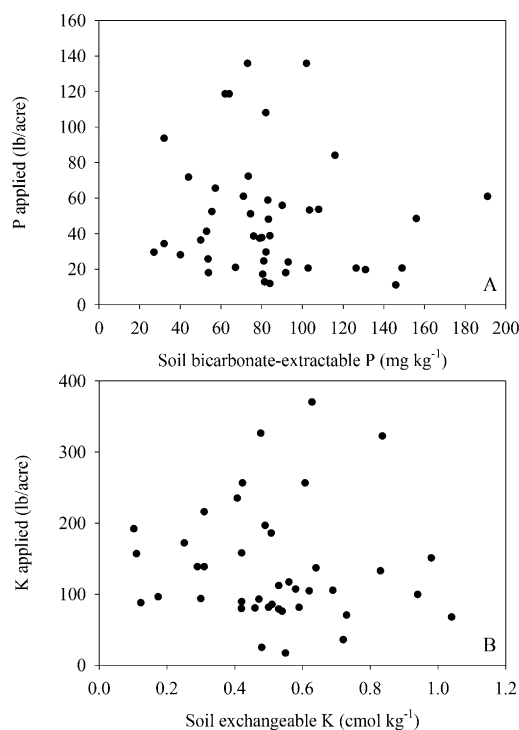 160
140
120
100
80
60
40
20
0
P applied (lb/acre)
A
0 20 40 60 80 100 120 140 160 180 200
Soil bicarbonate-extractable P (mg kg⁻¹)
400
300
200
100
0
K applied (lb/acre)
B
0.0 0.2 0.4 0.6 0.8 1.0 1.2
Soil exchangeable K (cmol kg⁻¹)